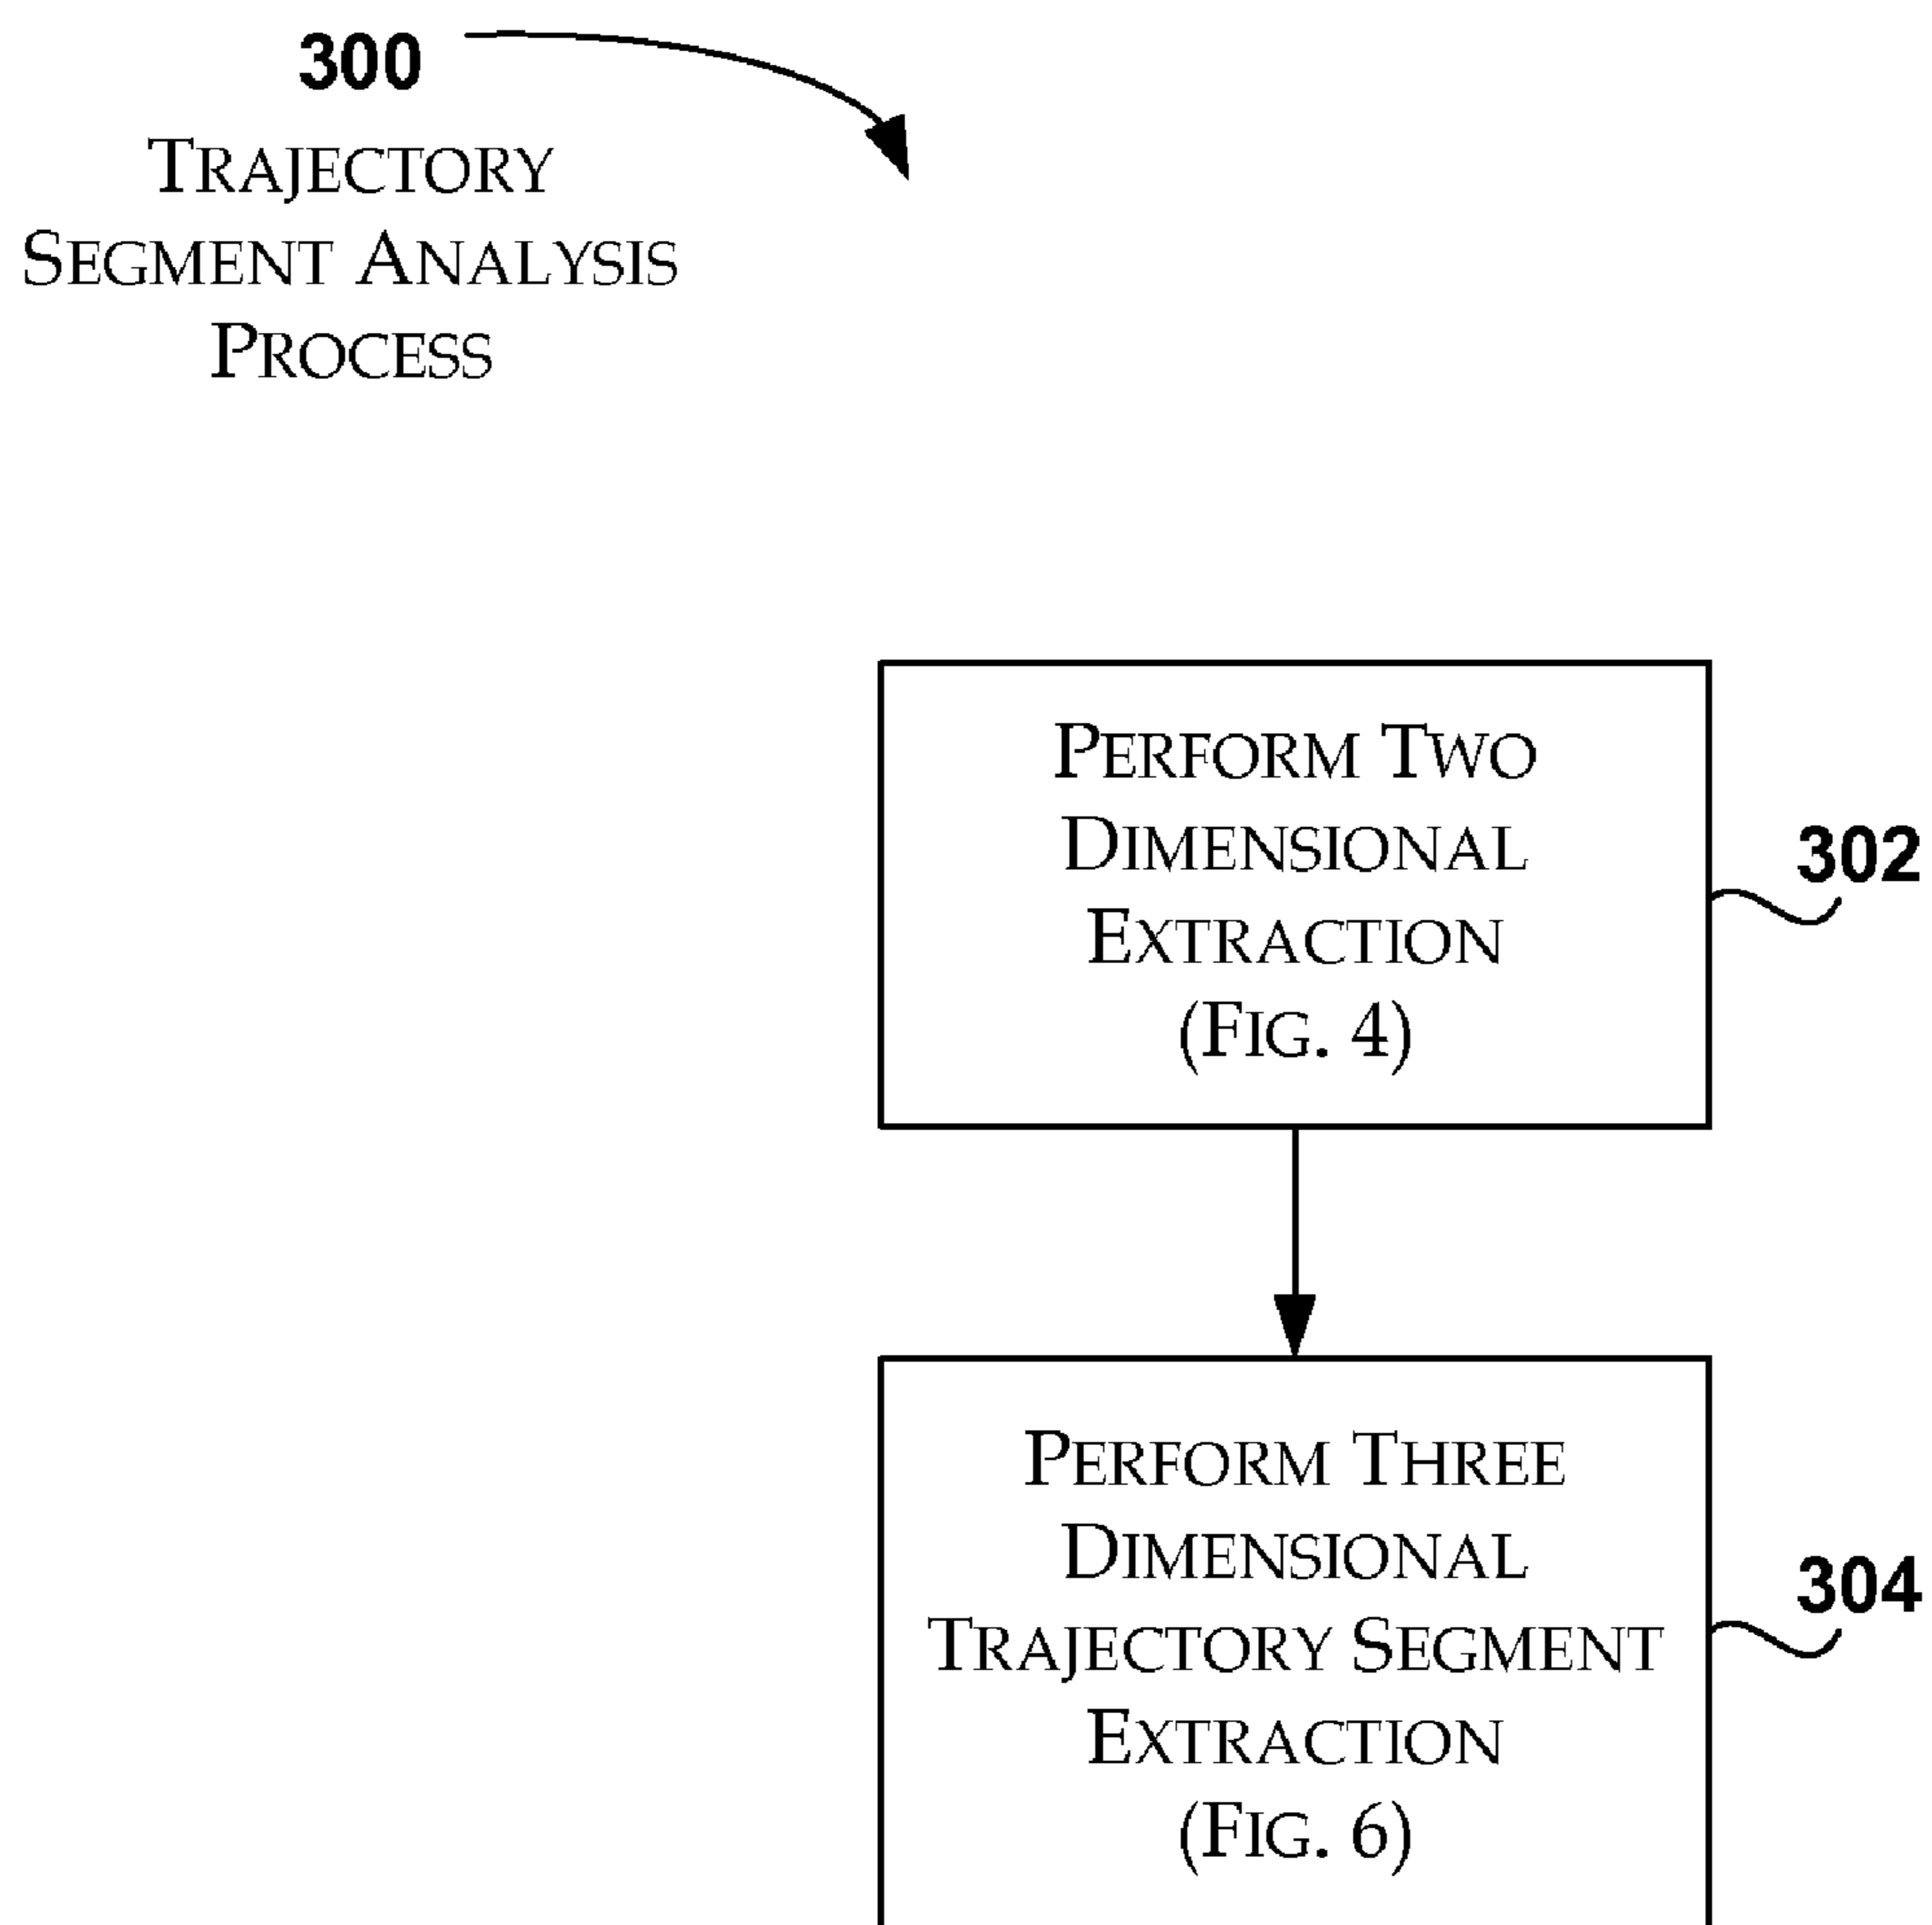 300
TRAJECTORY
SEGMENT ANALYSIS
PROCESS
PERFORM TWO
DIMENSIONAL
EXTRACTION
(FIG. 4)
302
PERFORM THREE
DIMENSIONAL
TRAJECTORY SEGMENT
EXTRACTION
(FIG. 6)
304